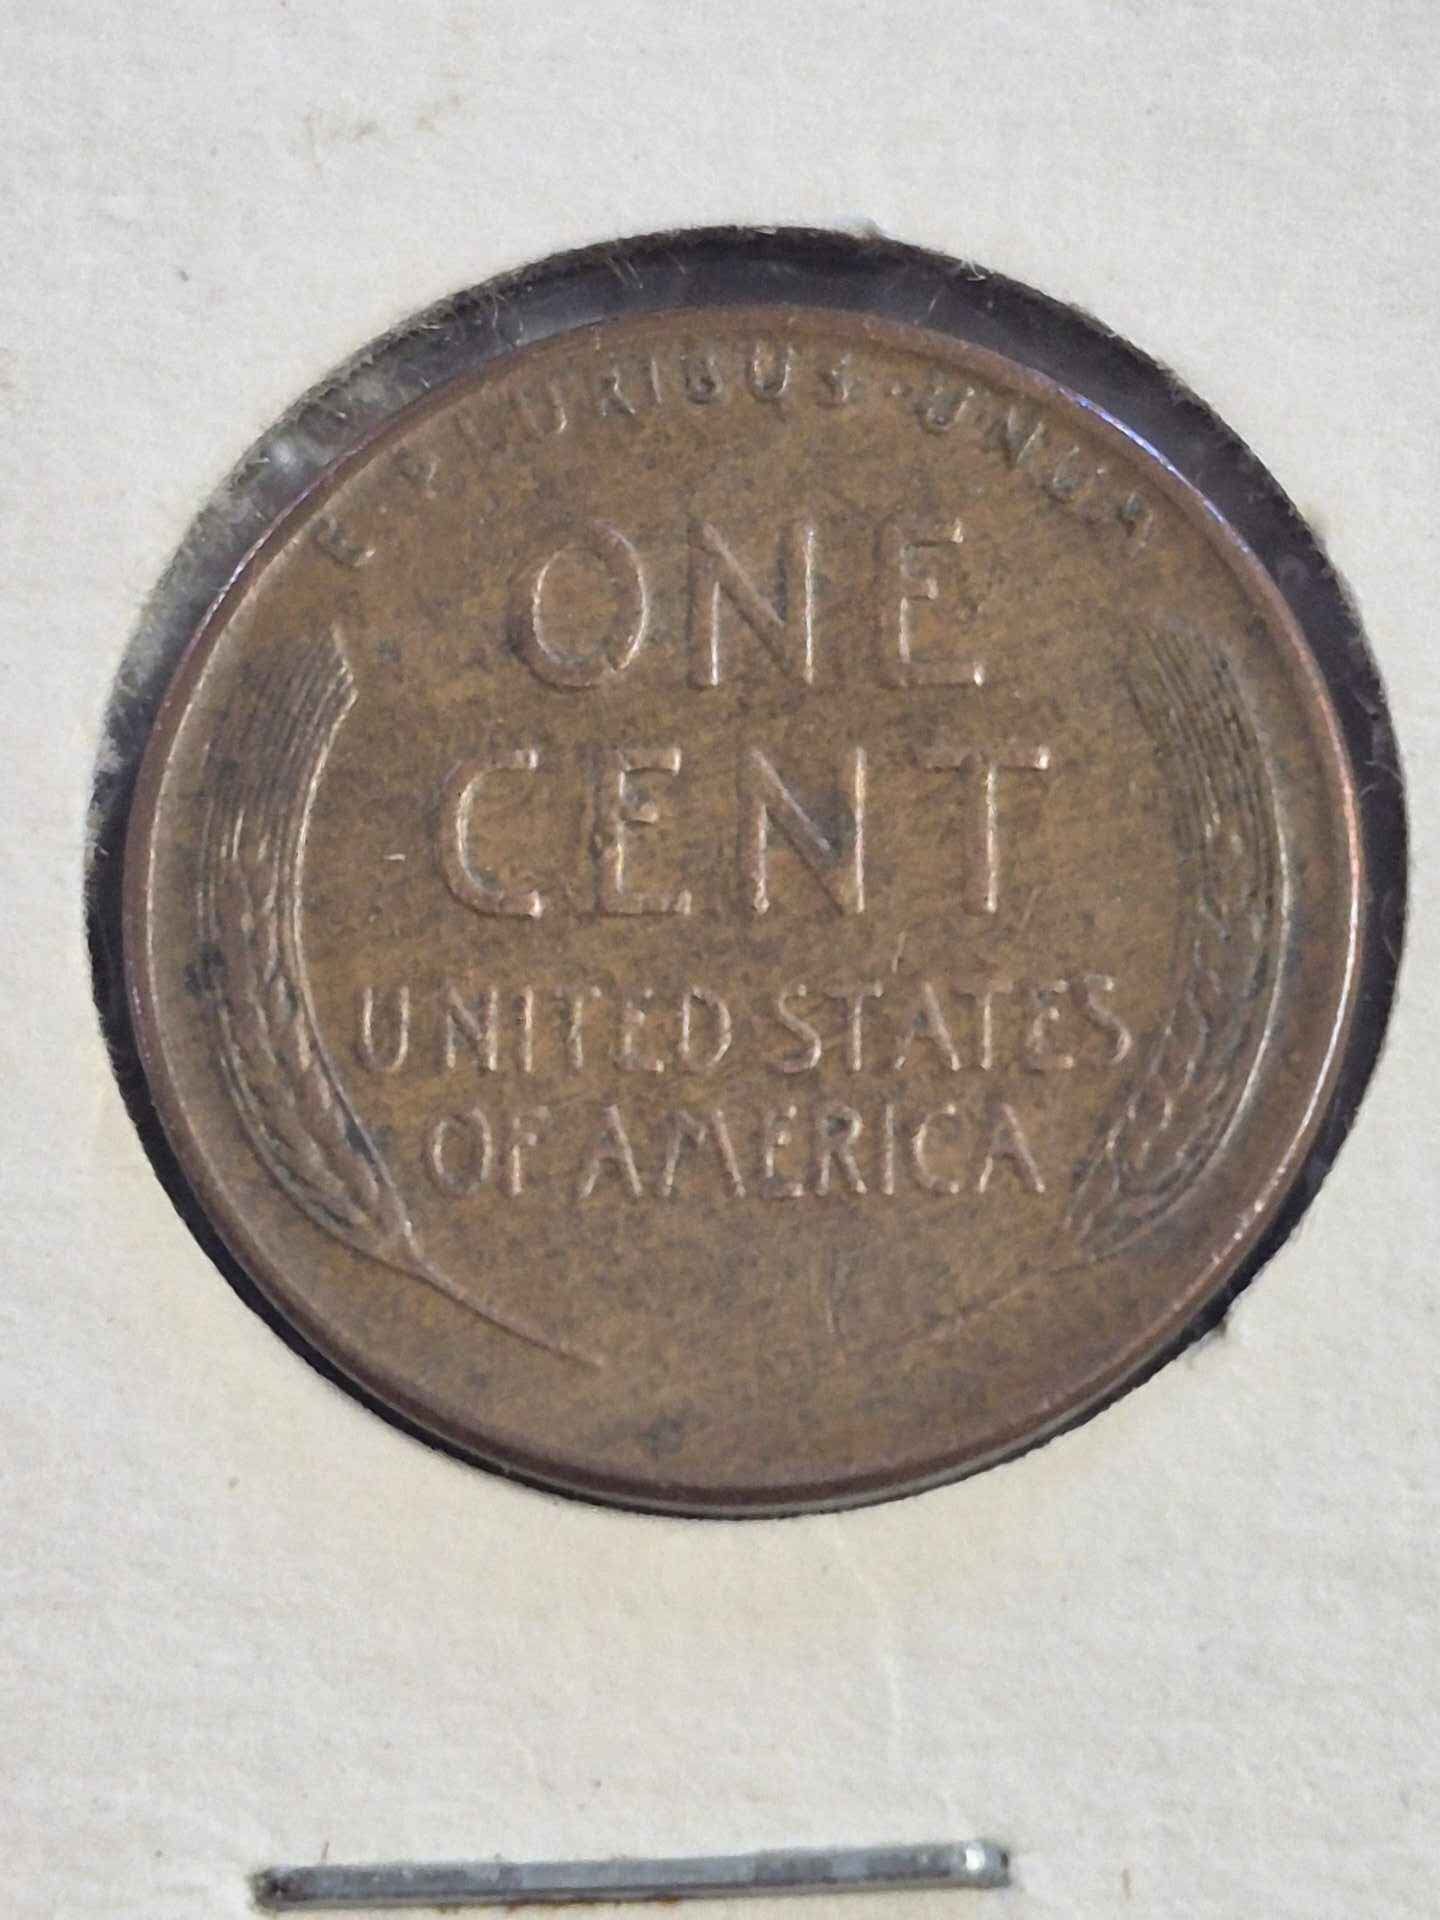 E PLURIBUS · UNUM
ONE
CENT
UNITED STATES
OF AMERICA